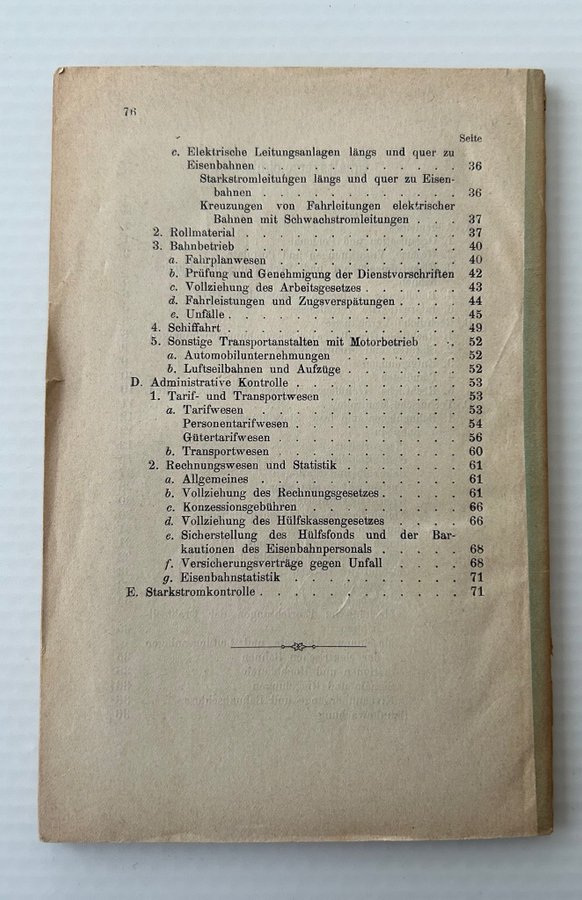 76
Seite
c. Elektrische Leitungsanlagen längs und quer zu
Eisenbahnen . . . . . . . . . . . 36
Starkstromleitungen längs und quer zu Eisen-
bahnen . . . . . . . . . . . 36
Kreuzungen von Fahrleitungen elektrischer
Bahnen mit Schwachstromleitungen . . . 37
2. Rollmaterial . . . . . . . . . . . 37
3. Bahnbetrieb . . . . . . . . . . . 40
a. Fahrplanwesen . . . . . . . . . . 40
b. Prüfung und Genehmigung der Dienstvorschriften 42
c. Vollziehung des Arbeitsgesetzes . . . . . 43
d. Fahrleistungen und Zugsverspätungen . . . . 44
e. Unfälle . . . . . . . . . . . . 45
4. Schiffahrt . . . . . . . . . . . . 49
5. Sonstige Transportanstalten mit Motorbetrieb . . 52
a. Automobilunternehmungen . . . . . . 52
b. Luftseilbahnen und Aufzüge . . . . . . 52
D. Administrative Kontrolle . . . . . . . . 53
1. Tarif- und Transportwesen . . . . . . . 53
a. Tarifwesen . . . . . . . . . . . 53
Personentarifwesen . . . . . . . . . 54
Gütertarifwesen . . . . . . . . . . 56
b. Transportwesen . . . . . . . . . . 60
2. Rechnungswesen und Statistik . . . . . . 61
a. Allgemeines . . . . . . . . . . . 61
b. Vollziehung des Rechnungsgesetzes . . . . . 61
c. Konzessionsgebühren . . . . . . . . 66
d. Vollziehung des Hülfskassengesetzes . . . . 66
e. Sicherstellung des Hülfsfonds und der Bar-
kautionen des Eisenbahnpersonals . . . . . 68
f. Versicherungsverträge gegen Unfall . . . . 68
g. Eisenbahnstatistik . . . . . . . . . 71
E. Starkstromkontrolle . . . . . . . . . . 71